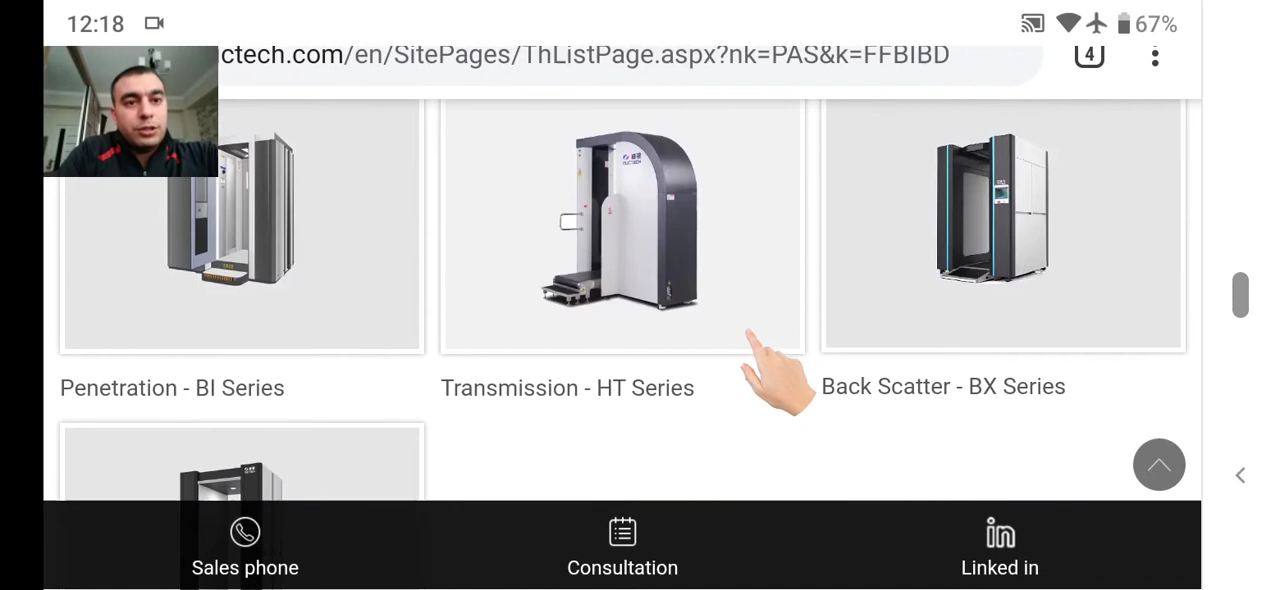 12:18
67%
ctech.com/en/SitePages/ThListPage.aspx?nk=PAS&k=FFBIBD
4
Penetration - BI Series
Transmission - HT Series
Back Scatter - BX Series
Sales phone
Consultation
Linked in